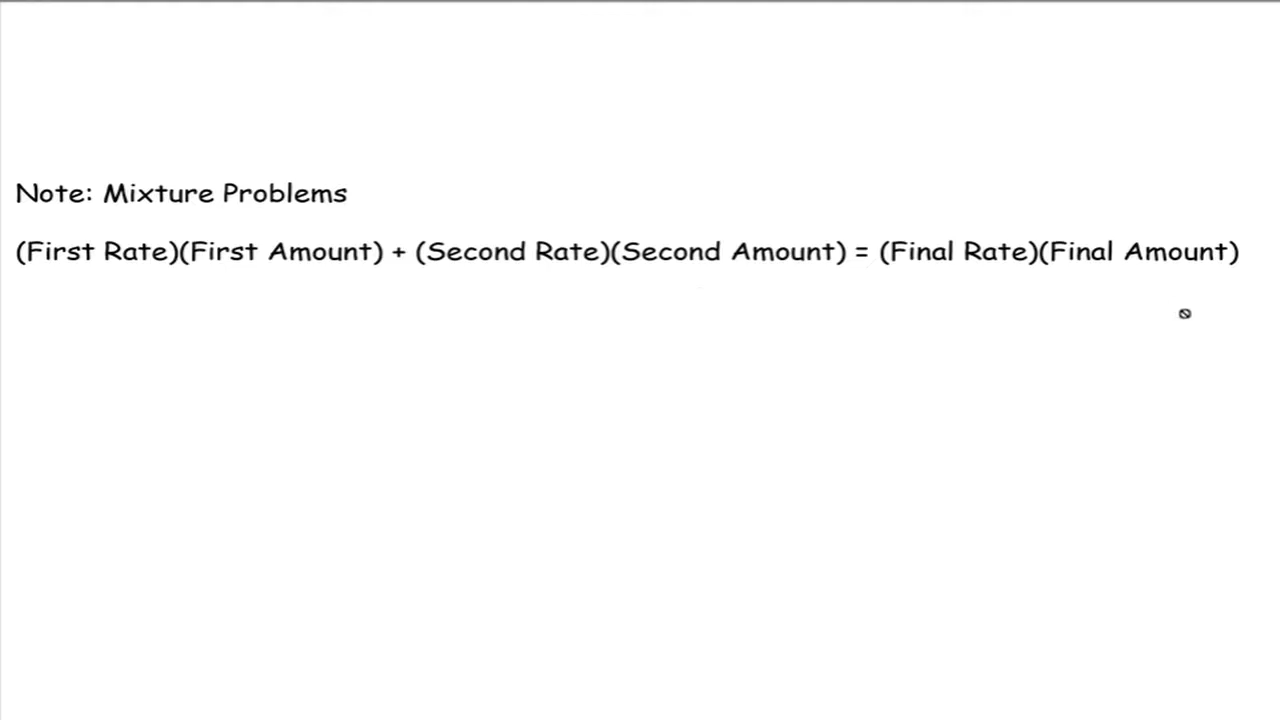 Note: Mixture Problems
(First Rate)(First Amount) + (Second Rate)(Second Amount) = (Final Rate)(Final Amount)